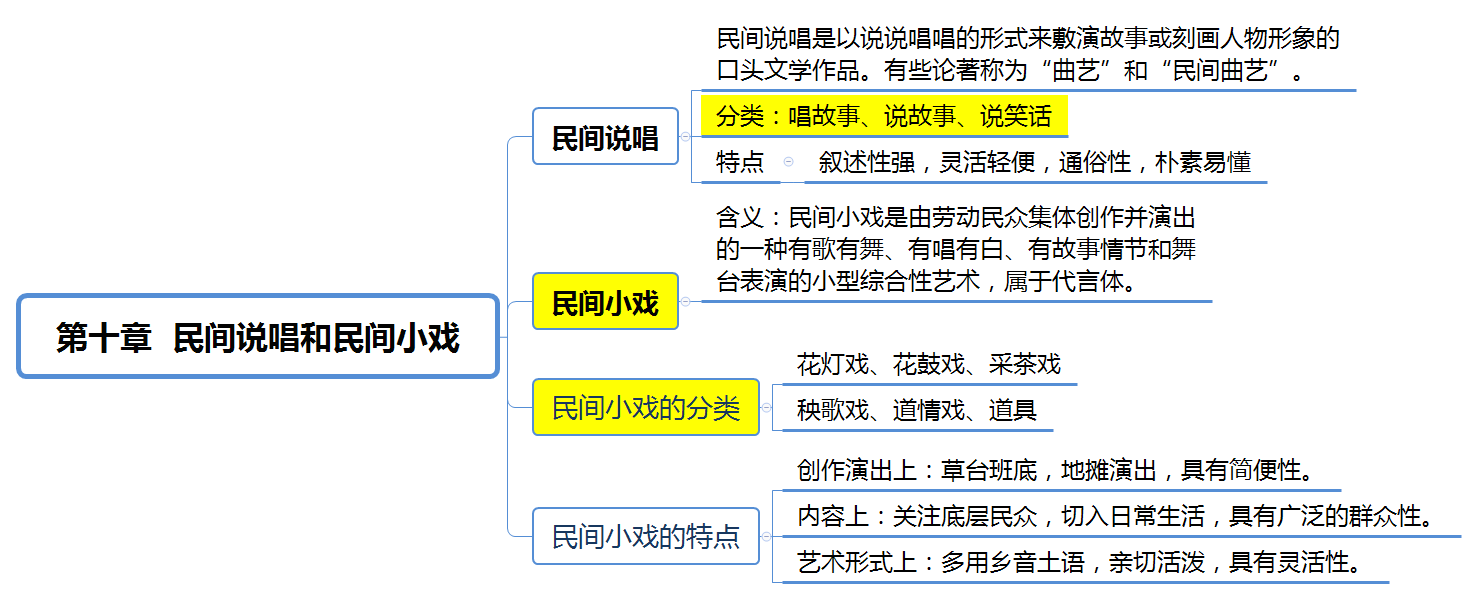 第十章 民间说唱和民间小戏
民间说唱
民间说唱是以说说唱唱的形式来敷演故事或刻画人物形象的
口头文学作品。有些论著称为“曲艺”和“民间曲艺”。
分类：唱故事、说故事、说笑话
特点
叙述性强，灵活轻便，通俗性，朴素易懂
民间小戏
含义：民间小戏是由劳动民众集体创作并演出
的一种有歌有舞、有唱有白、有故事情节和舞
台表演的小型综合性艺术，属于代言体。
民间小戏的分类
花灯戏、花鼓戏、采茶戏
秧歌戏、道情戏、道具
民间小戏的特点
创作演出上：草台班底，地摊演出，具有简便性。
内容上：关注底层民众，切入日常生活，具有广泛的群众性。
艺术形式上：多用乡音土语，亲切活泼，具有灵活性。